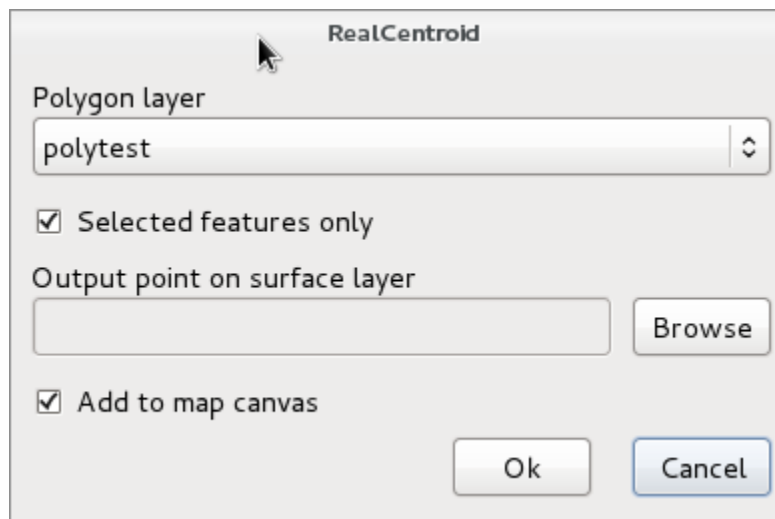 RealCentroid
Polygon layer
polytest
Selected features only
Output point on surface layer
Browse
Add to map canvas
Ok Cancel